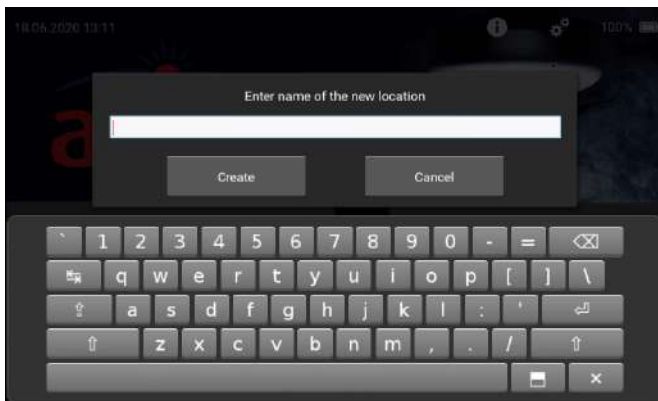 18.06.2020 13:11 100%
Enter name of the new location
Create Cancel
` 1 2 3 4 5 6 7 8 9 0 - =
q w e r t y u i o p [ ] \
a s d f g h j k l : '
z x c v b n m , . /